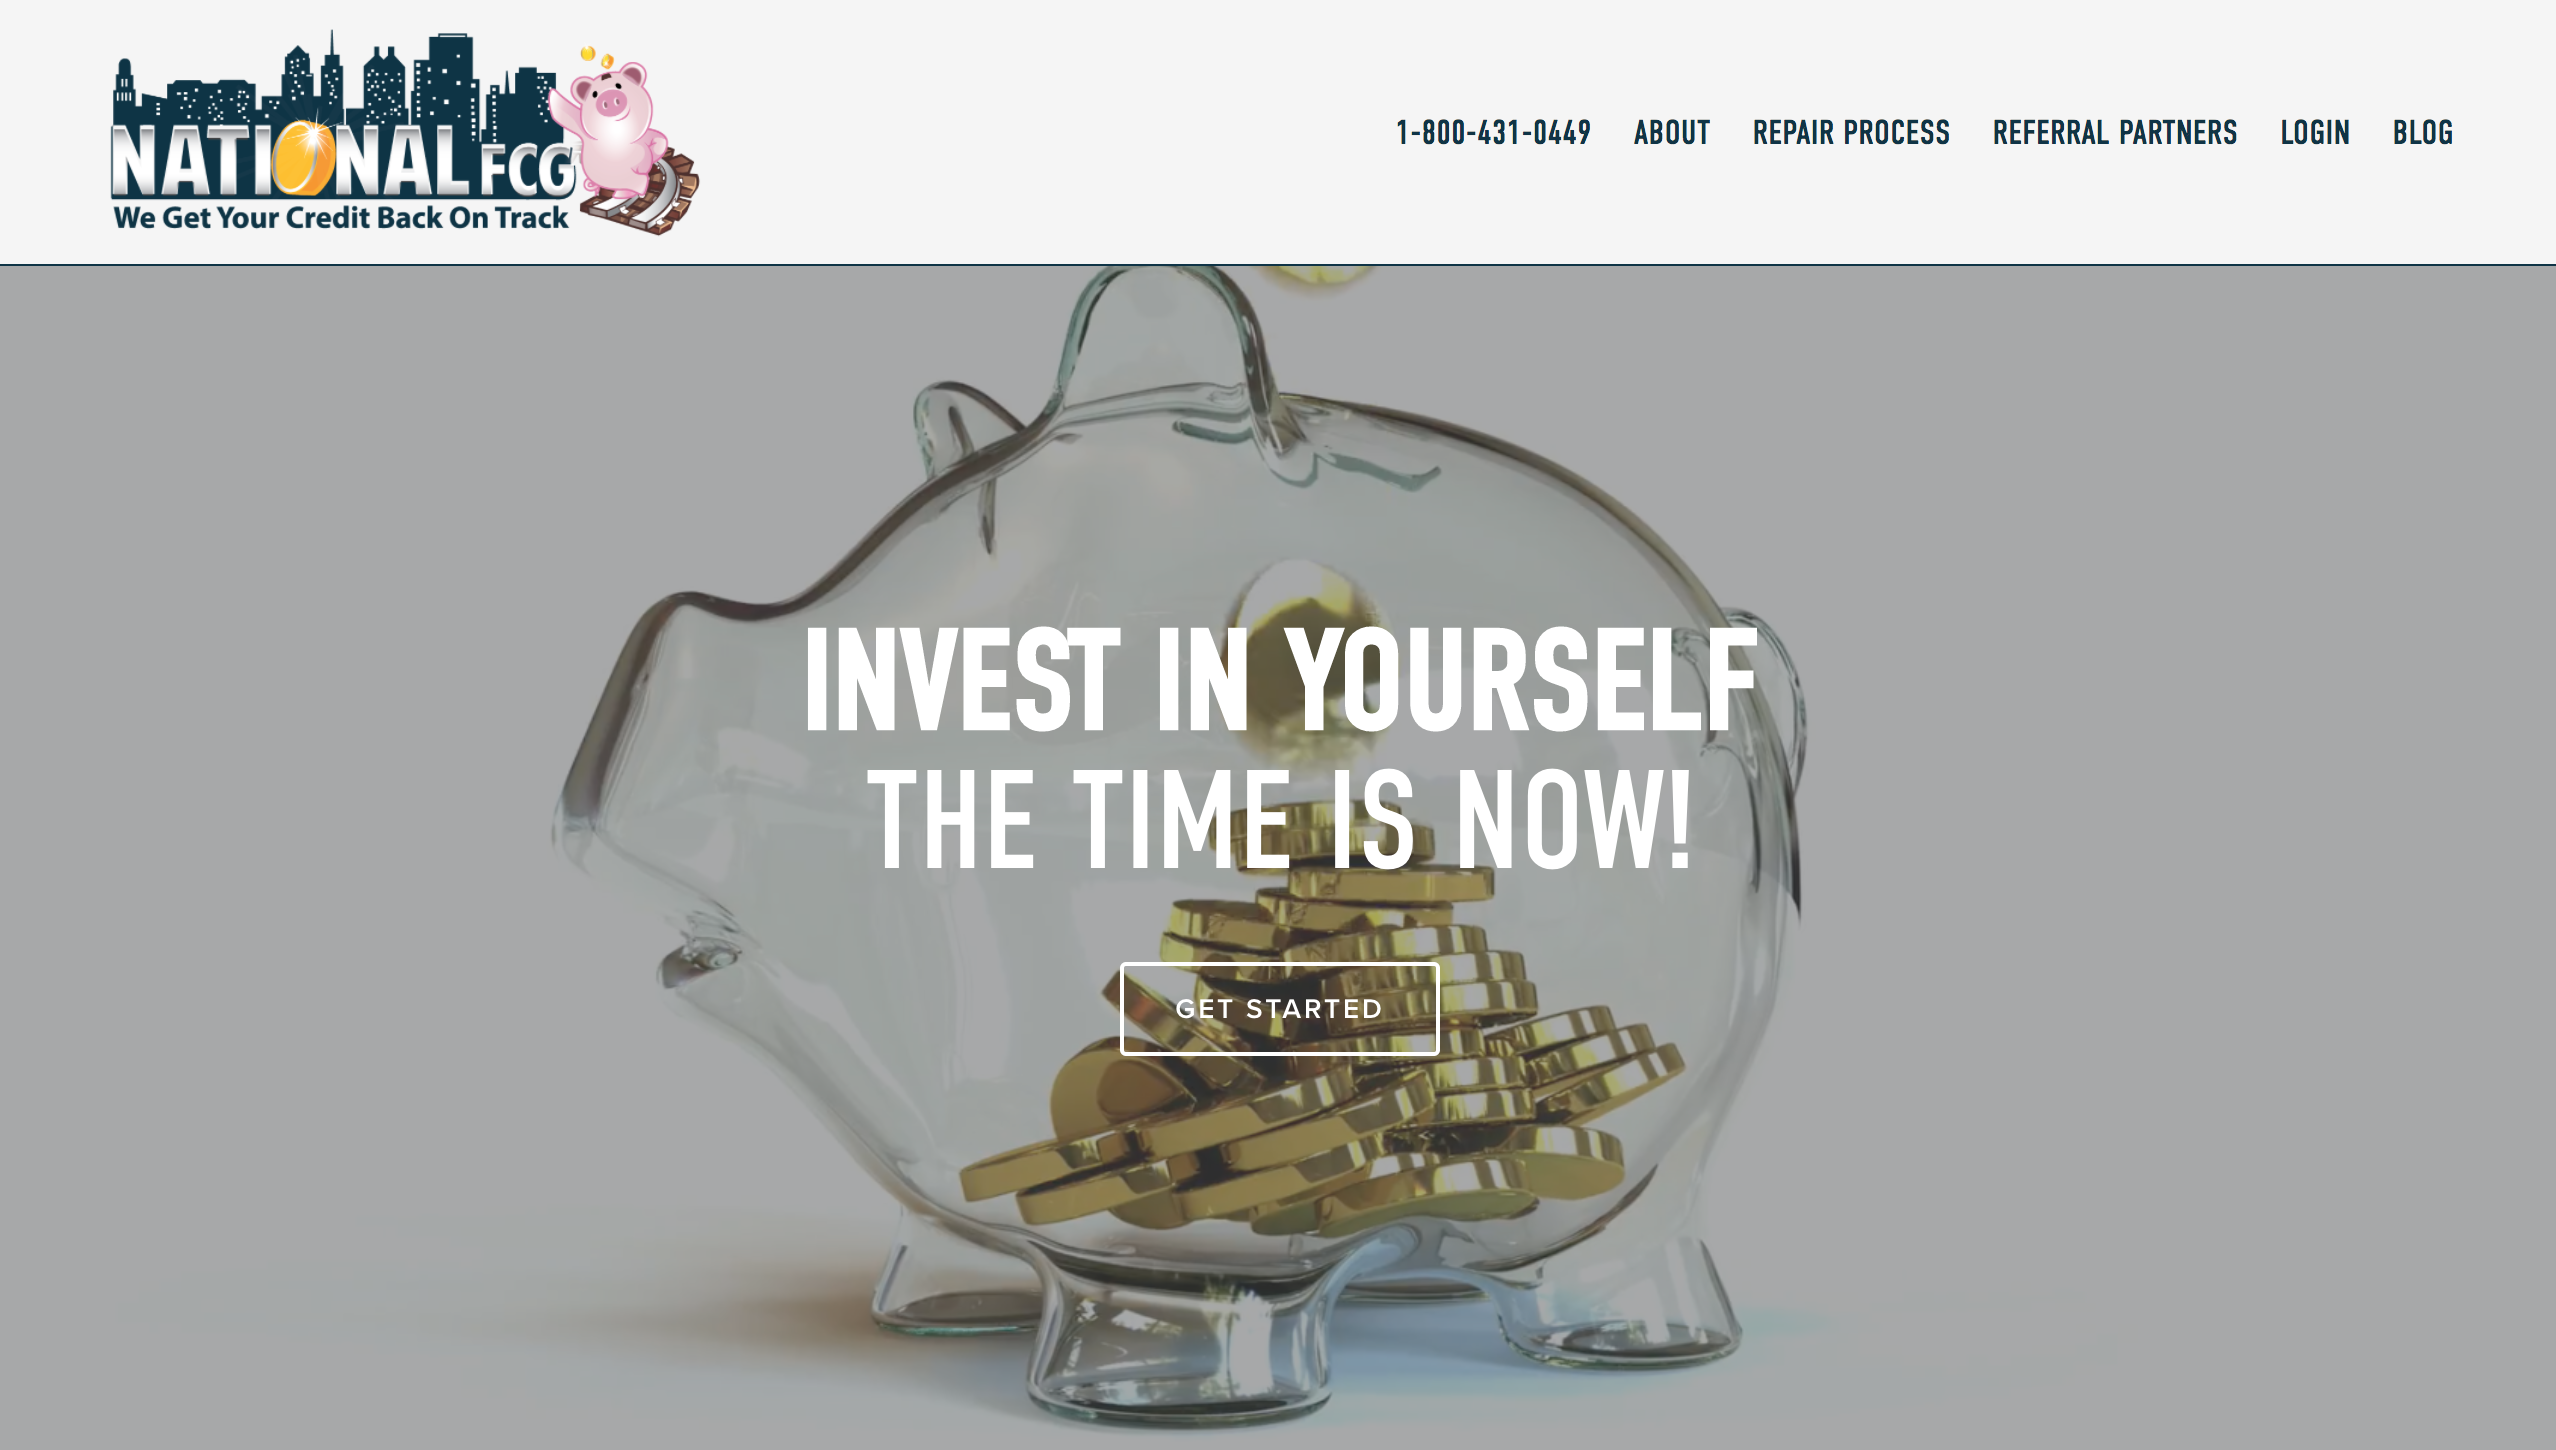 NATIONAL FCG
We Get Your Credit Back On Track
1-800-431-0449 ABOUT REPAIR PROCESS REFERRAL PARTNERS LOGIN BLOG
INVEST IN YOURSELF
THE TIME IS NOW!
GET STARTED